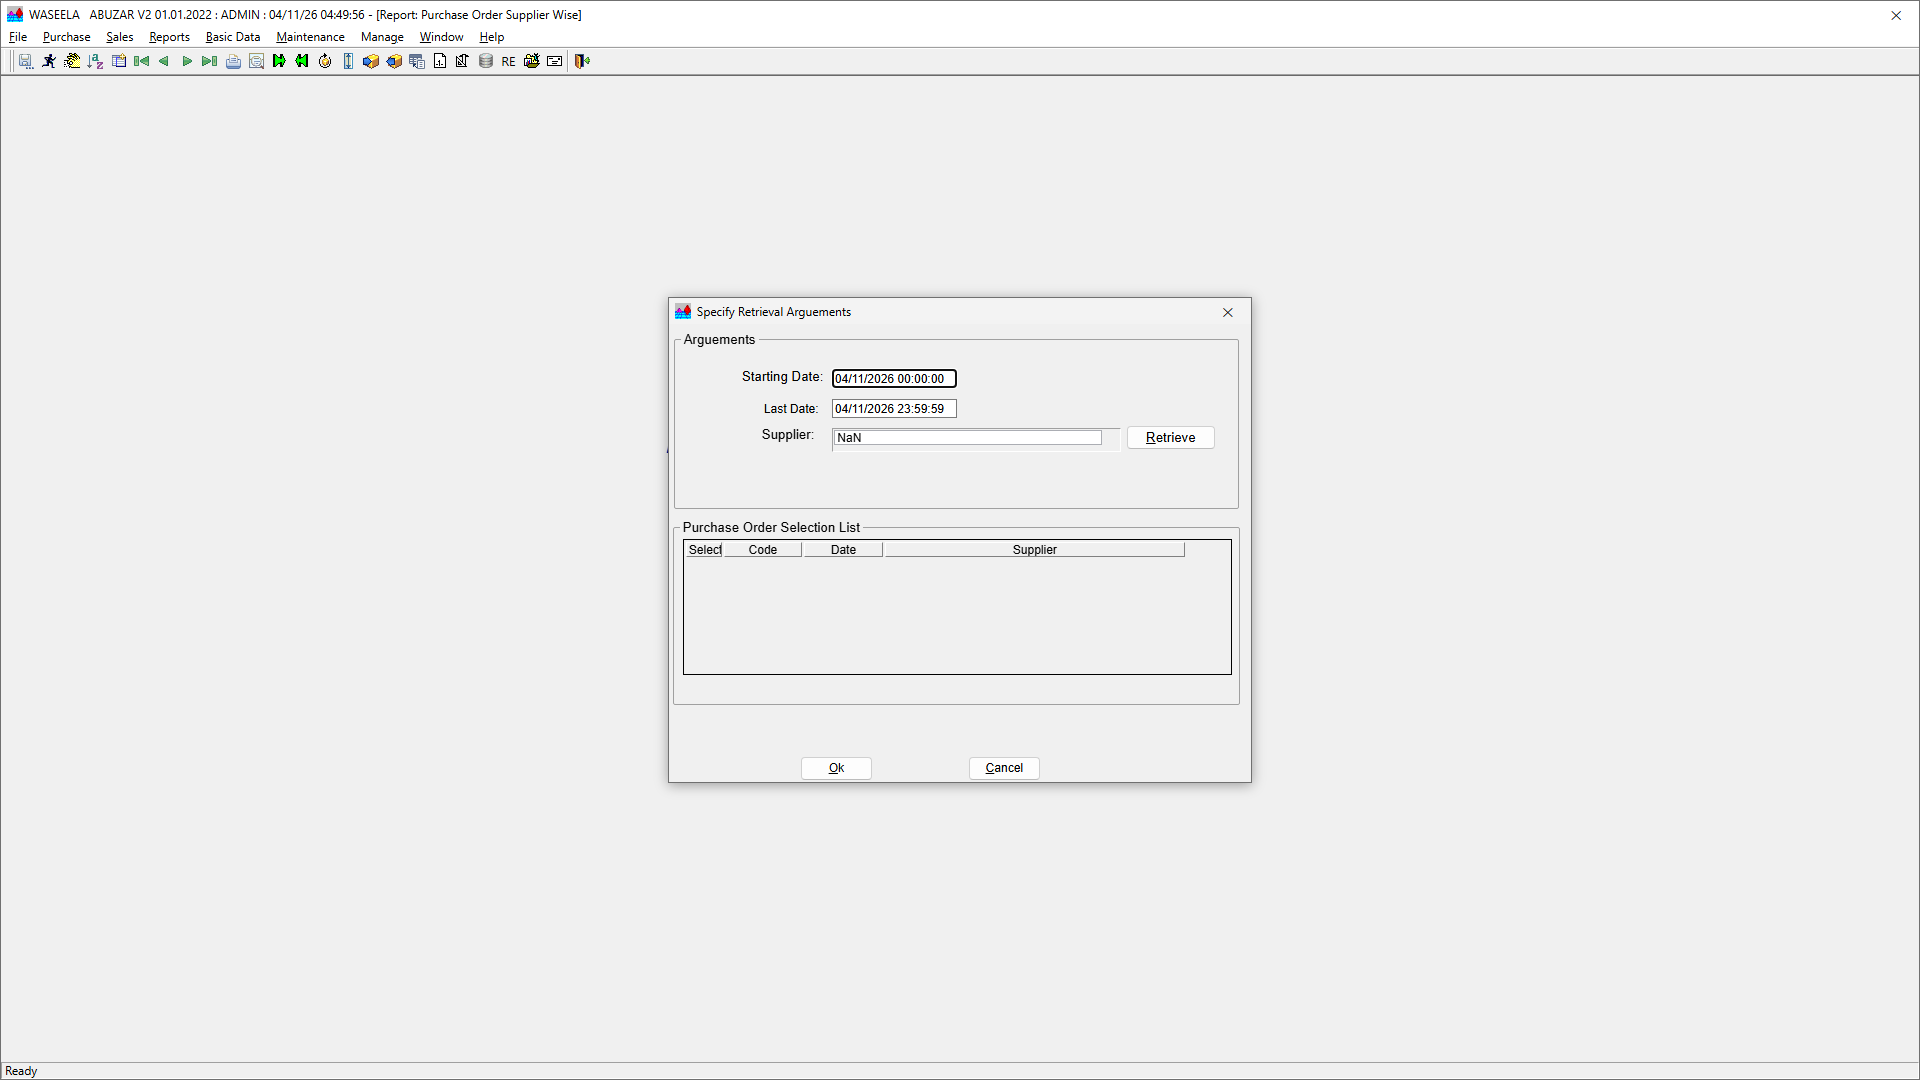 WASEELA   ABUZAR V2 01.01.2022 : ADMIN : 04/11/26 04:49:56 - [Report: Purchase Order Supplier Wise]
File Purchase Sales Reports Basic Data Maintenance Manage Window Help
RE
Specify Retrieval Arguements
Arguements
Starting Date: 04/11/2026 00:00:00
Last Date: 04/11/2026 23:59:59
Supplier: NaN Retrieve
Purchase Order Selection List
Select Code Date Supplier
Ok Cancel
Ready